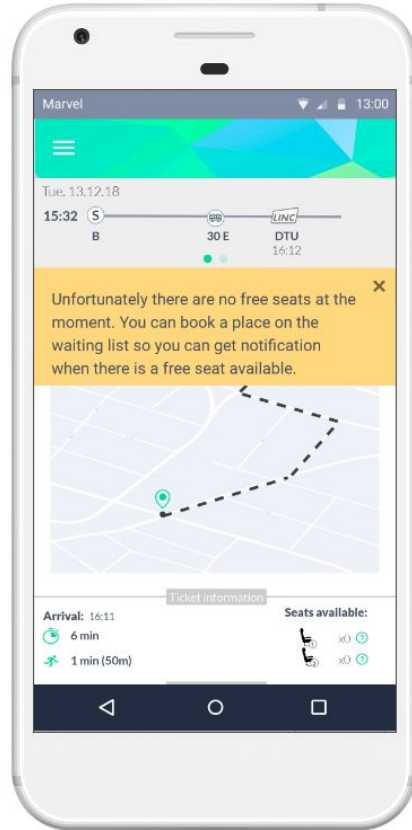 Marvel 13:00
Tue. 13.12.18
15:32 S LINC
B 30 E DTU
16:12
Unfortunately there are no free seats at the
moment. You can book a place on the
waiting list so you can get notification
when there is a free seat available.
Ticket information
Arrival: 16:11 Seats available:
6 min 1 x0 ?
1 min (50m) 2 x0 ?